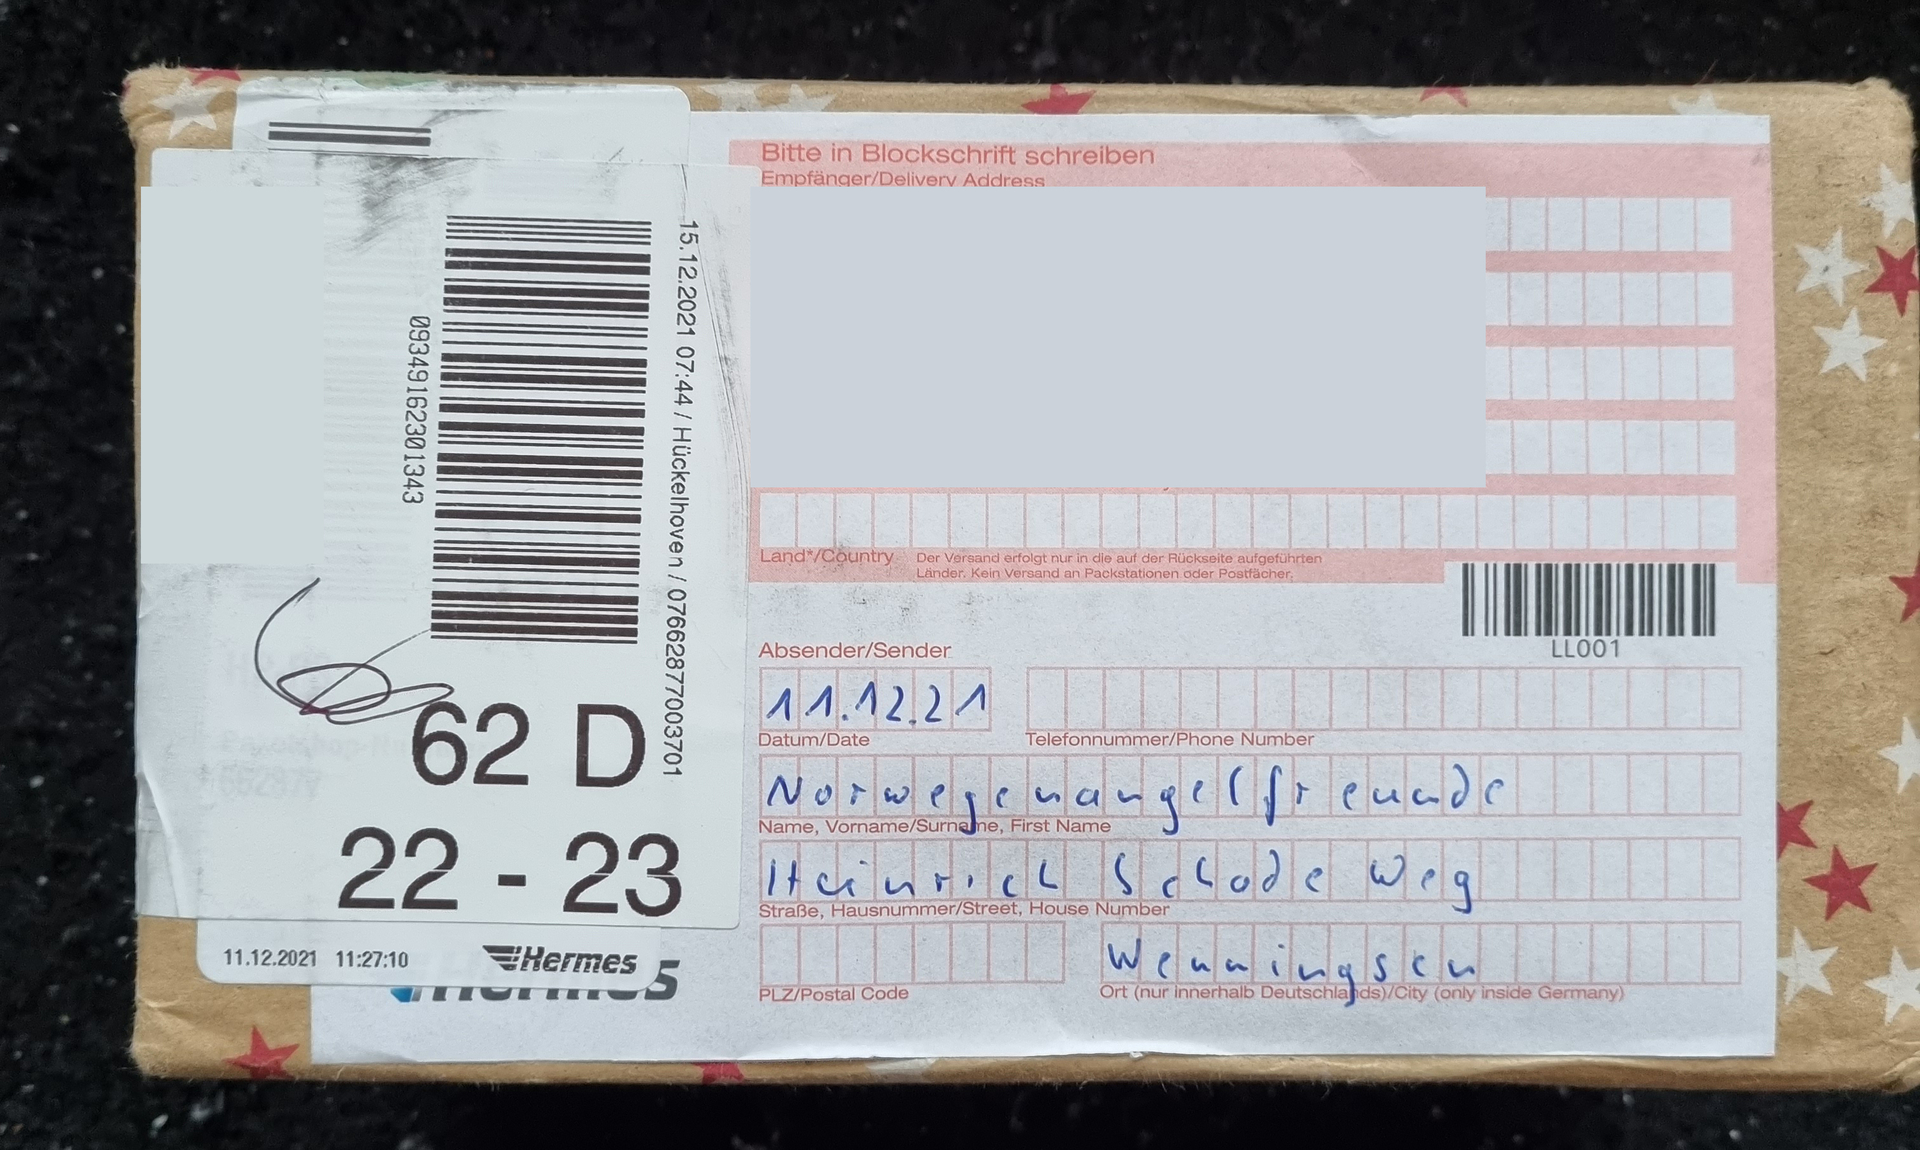 09349162301343
15.12.2021 07:44 / Hückelhoven / 07662877003701
62 D
22 - 23
11.12.2021 11:27:10 Hermes
Hermes
Bitte in Blockschrift schreiben
Empfänger/Delivery Address
Land*/Country Der Versand erfolgt nur in die auf der Rückseite aufgeführten
Länder. Kein Versand an Packstationen oder Postfächer.
LL001
Absender/Sender
11.12.21
Datum/Date Telefonnummer/Phone Number
Norwegenangelfreunde
Name, Vorname/Surname, First Name
Heinrich Schade Weg
Straße, Hausnummer/Street, House Number
Wenningsen
PLZ/Postal Code Ort (nur innerhalb Deutschlands)/City (only inside Germany)